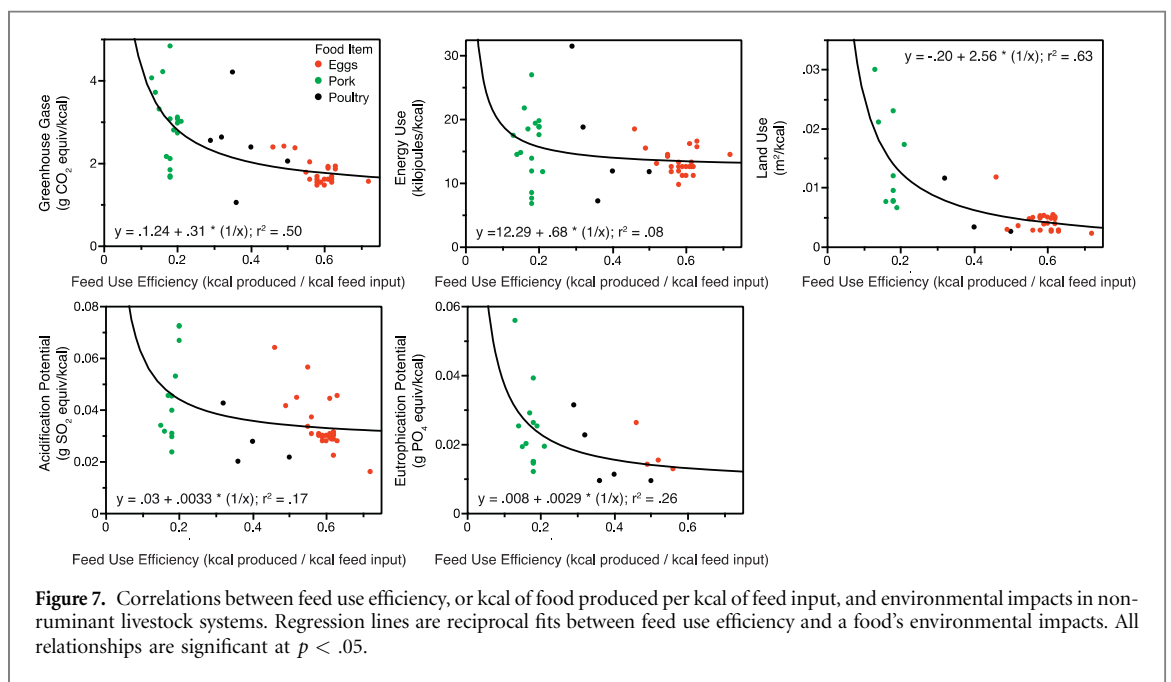 Food Item
Eggs
Pork
Poultry
Greenhouse Gase
(g CO₂ equiv/kcal)
4
2
0
0
0.2
0.4
0.6
y = .1.24 + .31 * (1/x); r² = .50
Feed Use Efficiency (kcal produced / kcal feed input)
Energy Use
(kilojoules/kcal)
30
20
10
0
0
0.2
0.4
0.6
y =12.29 + .68 * (1/x); r² = .08
Feed Use Efficiency (kcal produced / kcal feed input)
y = -.20 + 2.56 * (1/x); r² = .63
Land Use
(m²/kcal)
.03
.02
.01
0
0
0.2
0.4
0.6
Feed Use Efficiency (kcal produced / kcal feed input)
Acidification Potential
(g SO₂ equiv/kcal)
0.08
0.06
0.04
0.02
0
0
0.2
0.4
0.6
y = .03 + .0033 * (1/x); r² = .17
Feed Use Efficiency (kcal produced / kcal feed input)
Eutrophication Potential
(g PO₄ equiv/kcal)
0.06
0.04
0.02
0
0
0.2
0.4
0.6
y = .008 + .0029 * (1/x); r² = .26
Feed Use Efficiency (kcal produced / kcal feed input)
Figure 7. Correlations between feed use efficiency, or kcal of food produced per kcal of feed input, and environmental impacts in non-
ruminant livestock systems. Regression lines are reciprocal fits between feed use efficiency and a food's environmental impacts. All
relationships are significant at p < .05.